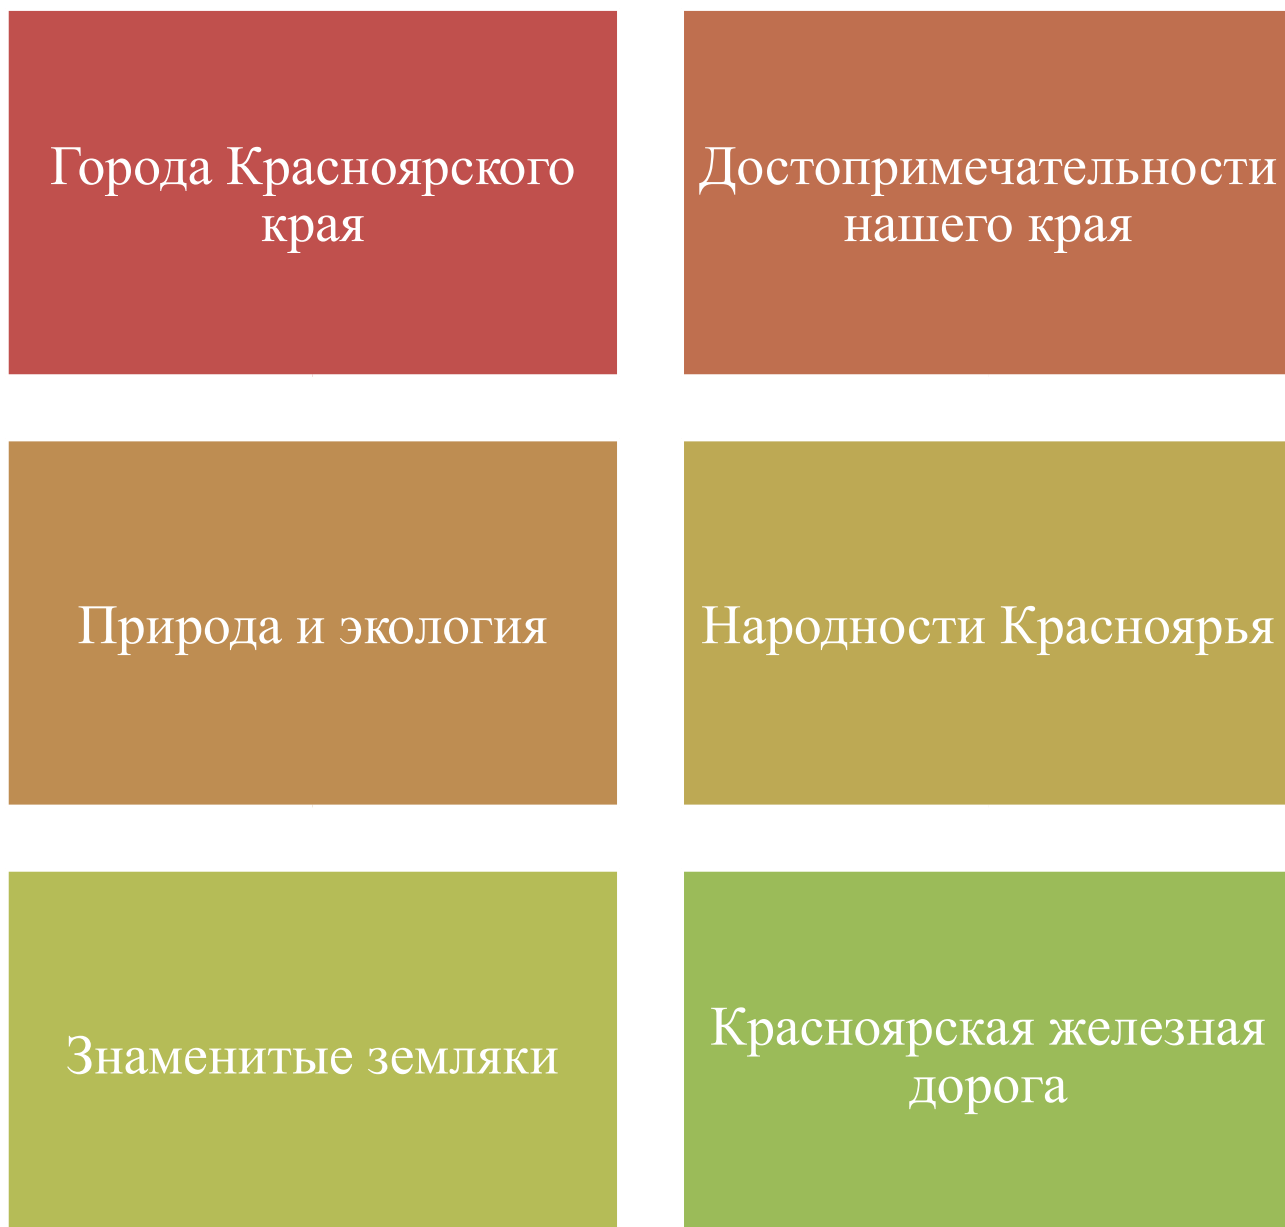 Города Красноярского
края
Достопримечательности
нашего края
Природа и экология
Народности Красноярья
Знаменитые земляки
Красноярская железная
дорога